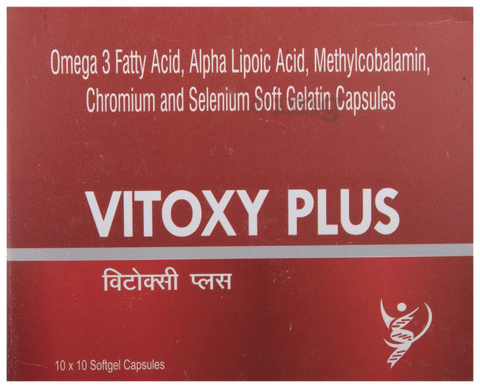 Omega 3 Fatty Acid, Alpha Lipoic Acid, Methylcobalamin,
Chromium and Selenium Soft Gelatin Capsules
VITOXY PLUS
विटोक्सी प्लस
10 x 10 Softgel Capsules